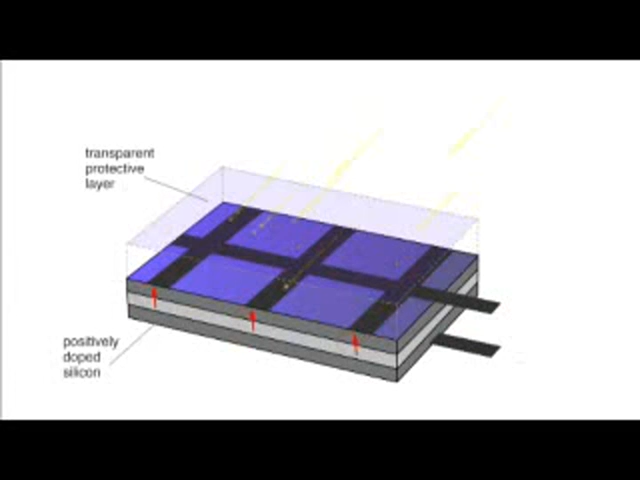 transparent
protective
layer
positively
doped
silicon